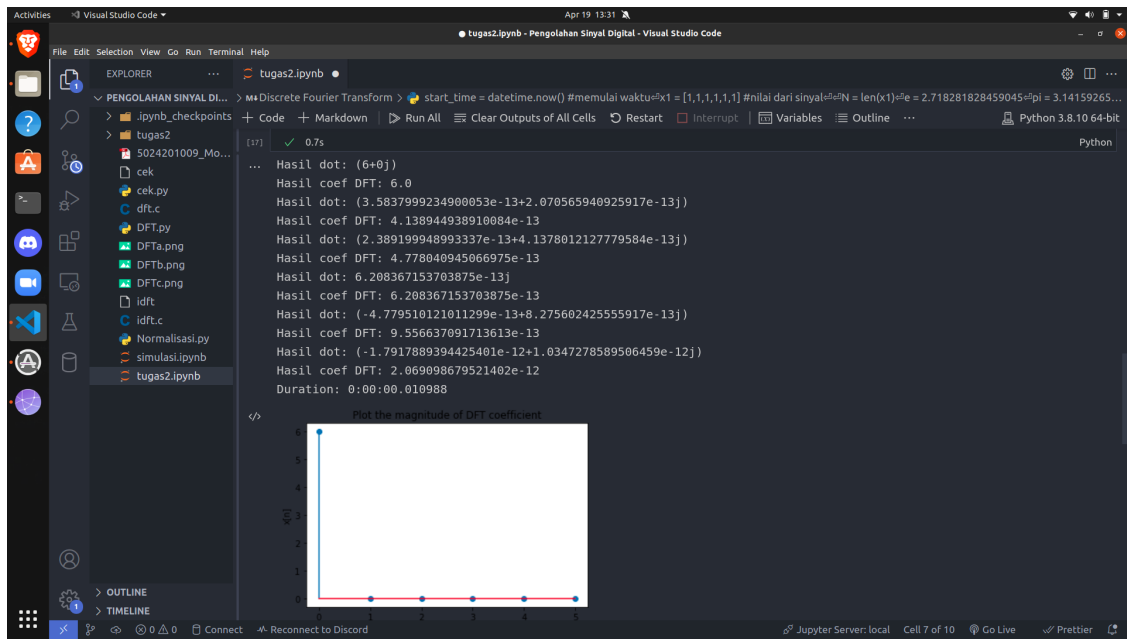 Activities Visual Studio Code Apr 19 13:31
tugas2.ipynb - Pengolahan Sinyal Digital - Visual Studio Code
File Edit Selection View Go Run Terminal Help
EXPLORER ... tugas2.ipynb
PENGOLAHAN SINYAL DI... M↓Discrete Fourier Transform > start_time = datetime.now() #memulai waktu⏎x1 = [1,1,1,1,1,1] #nilai dari sinyal⏎⏎N = len(x1)⏎e = 2.718281828459045⏎pi = 3.14159265...
.ipynb_checkpoints + Code + Markdown Run All Clear Outputs of All Cells Restart Interrupt Variables Outline ... Python 3.8.10 64-bit
tugas2
[17] 0.7s Python
5024201009_Mo...
cek
cek.py
dft.c
DFT.py
DFTa.png
DFTb.png
DFTc.png
idft
idft.c
Normalisasi.py
simulasi.ipynb
tugas2.ipynb
... Hasil dot: (6+0j)
Hasil coef DFT: 6.0
Hasil dot: (3.5837999234900053e-13+2.070565940925917e-13j)
Hasil coef DFT: 4.138944938910084e-13
Hasil dot: (2.389199948993337e-13+4.1378012127779584e-13j)
Hasil coef DFT: 4.778040945066975e-13
Hasil dot: 6.208367153703875e-13j
Hasil coef DFT: 6.208367153703875e-13
Hasil dot: (-4.779510121011299e-13+8.275602425555917e-13j)
Hasil coef DFT: 9.556637091713613e-13
Hasil dot: (-1.7917889394425401e-12+1.0347278589506459e-12j)
Hasil coef DFT: 2.069098679521402e-12
Duration: 0:00:00.010988
Plot the magnitude of DFT coefficient
6
5
4
3
2
1
0
x[n]
0 1 2 3 4 5
OUTLINE
TIMELINE
0 0 Connect Reconnect to Discord Jupyter Server: local Cell 7 of 10 Go Live Prettier